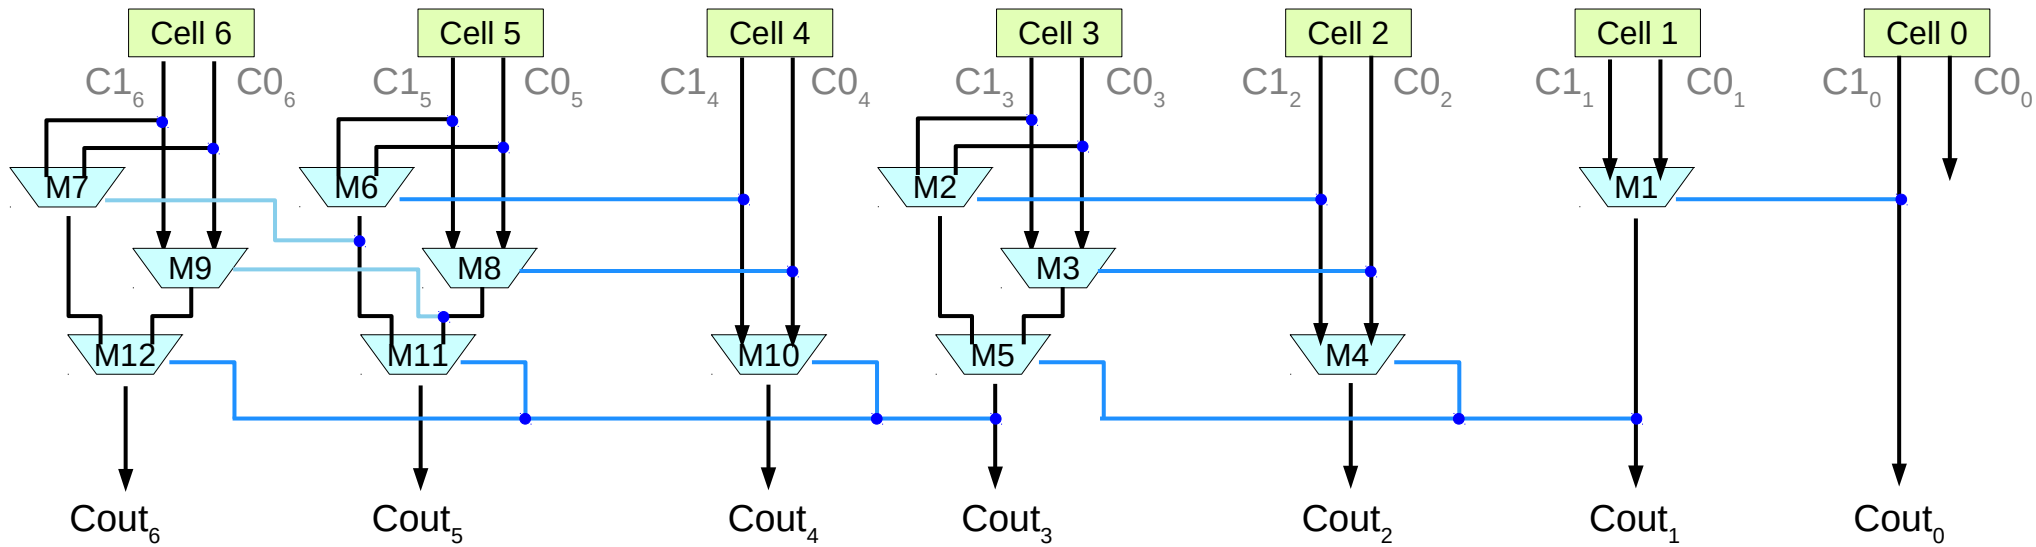 Cell 6 Cell 5 Cell 4 Cell 3 Cell 2 Cell 1 Cell 0
C1₆ C0₆ C1₅ C0₅ C1₄ C0₄ C1₃ C0₃ C1₂ C0₂ C1₁ C0₁ C1₀ C0₀
M7 M6 M2 M1
M9 M8 M3
M12 M11 M10 M5 M4
Cout₆ Cout₅ Cout₄ Cout₃ Cout₂ Cout₁ Cout₀